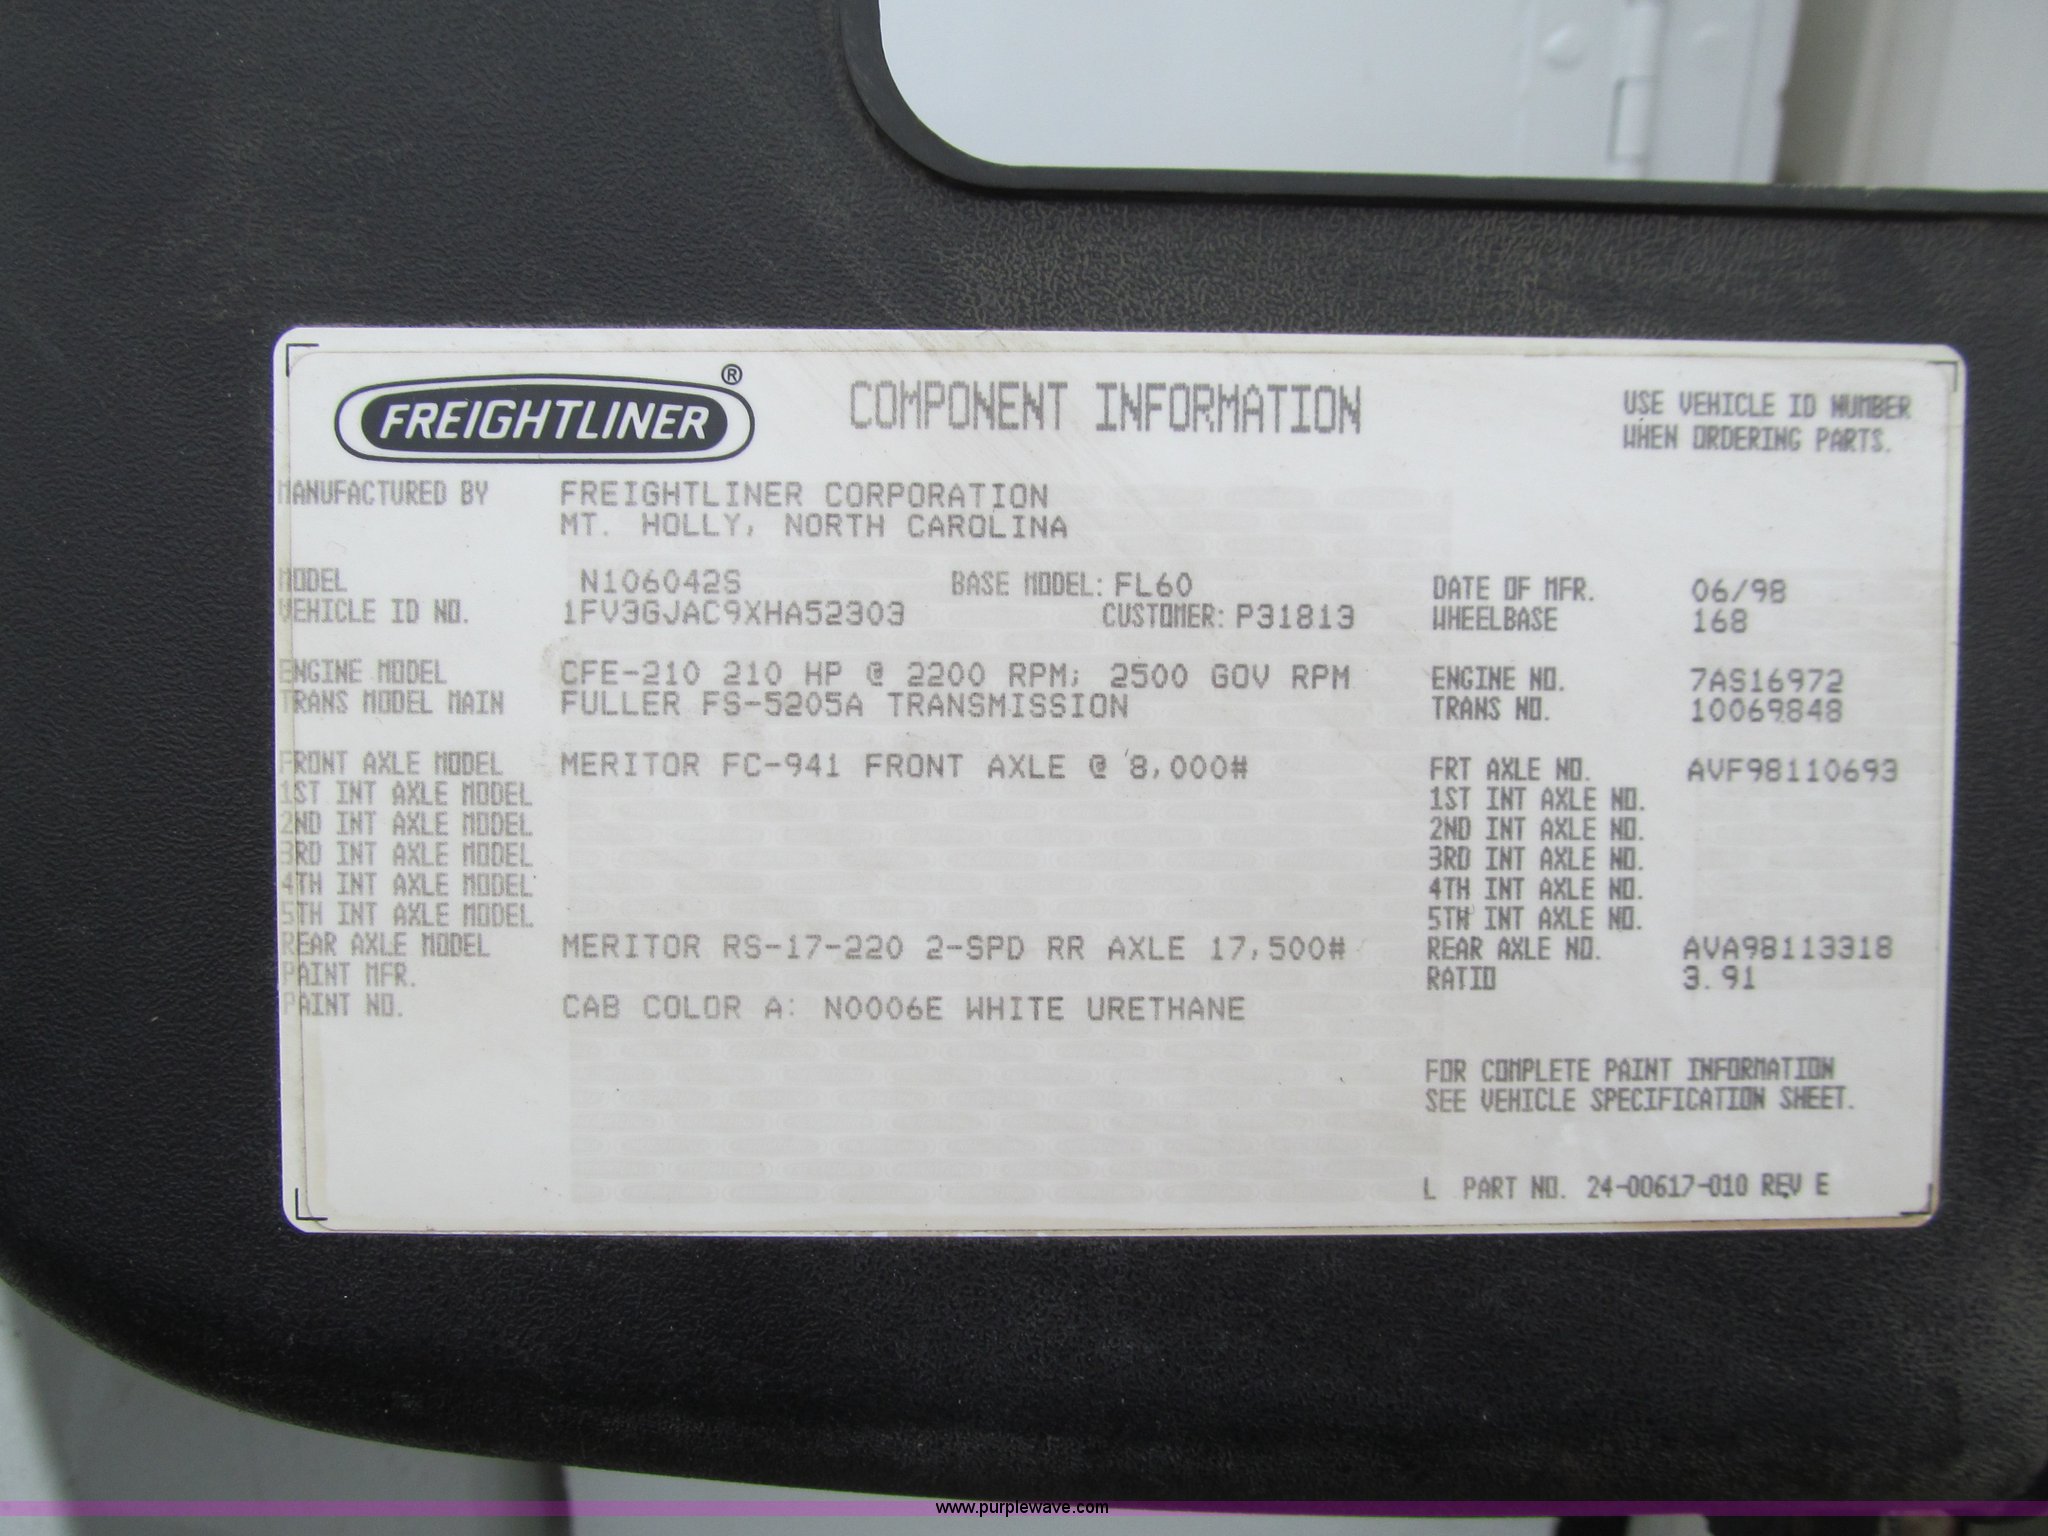 FREIGHTLINER ®
COMPONENT INFORMATION
USE VEHICLE ID NUMBER
WHEN ORDERING PARTS.
MANUFACTURED BY FREIGHTLINER CORPORATION
MT. HOLLY, NORTH CAROLINA
MODEL N106042S BASE MODEL: FL60 DATE OF MFR. 06/98
VEHICLE ID NO. 1FV3GJAC9XHA52303 CUSTOMER: P31813 WHEELBASE 168
ENGINE MODEL CFE-210 210 HP @ 2200 RPM; 2500 GOV RPM ENGINE NO. 7AS16972
TRANS MODEL MAIN FULLER FS-5205A TRANSMISSION TRANS NO. 10069848
FRONT AXLE MODEL MERITOR FC-941 FRONT AXLE @ 8,000# FRT AXLE NO. AVF98110693
1ST INT AXLE MODEL 1ST INT AXLE NO.
2ND INT AXLE MODEL 2ND INT AXLE NO.
3RD INT AXLE MODEL 3RD INT AXLE NO.
4TH INT AXLE MODEL 4TH INT AXLE NO.
5TH INT AXLE MODEL 5TH INT AXLE NO.
REAR AXLE MODEL MERITOR RS-17-220 2-SPD RR AXLE 17,500# REAR AXLE NO. AVA98113318
PAINT MFR. RATIO 3.91
PAINT NO. CAB COLOR A: N0006E WHITE URETHANE
FOR COMPLETE PAINT INFORMATION
SEE VEHICLE SPECIFICATION SHEET.
L PART NO. 24-00617-010 REV E
www.purplewave.com